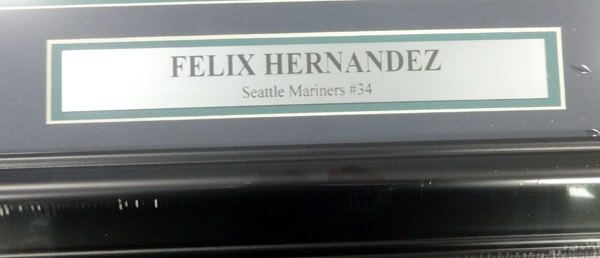 FELIX HERNANDEZ
Seattle Mariners #34